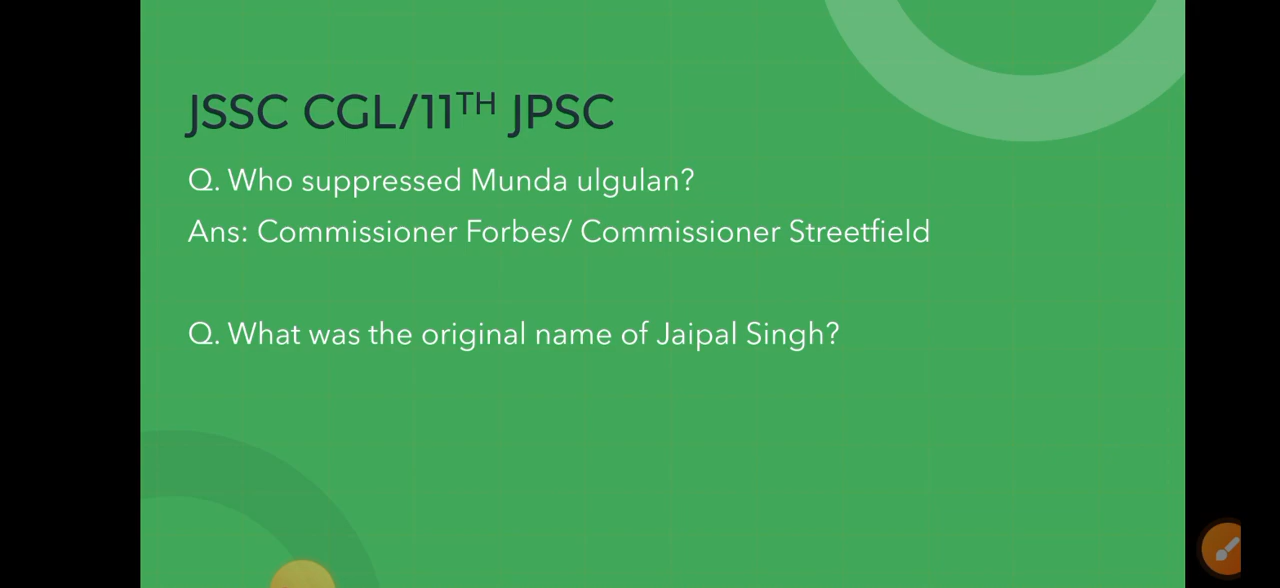 JSSC CGL/11TH JPSC
Q. Who suppressed Munda ulgulan?
Ans: Commissioner Forbes/ Commissioner Streetfield
Q. What was the original name of Jaipal Singh?